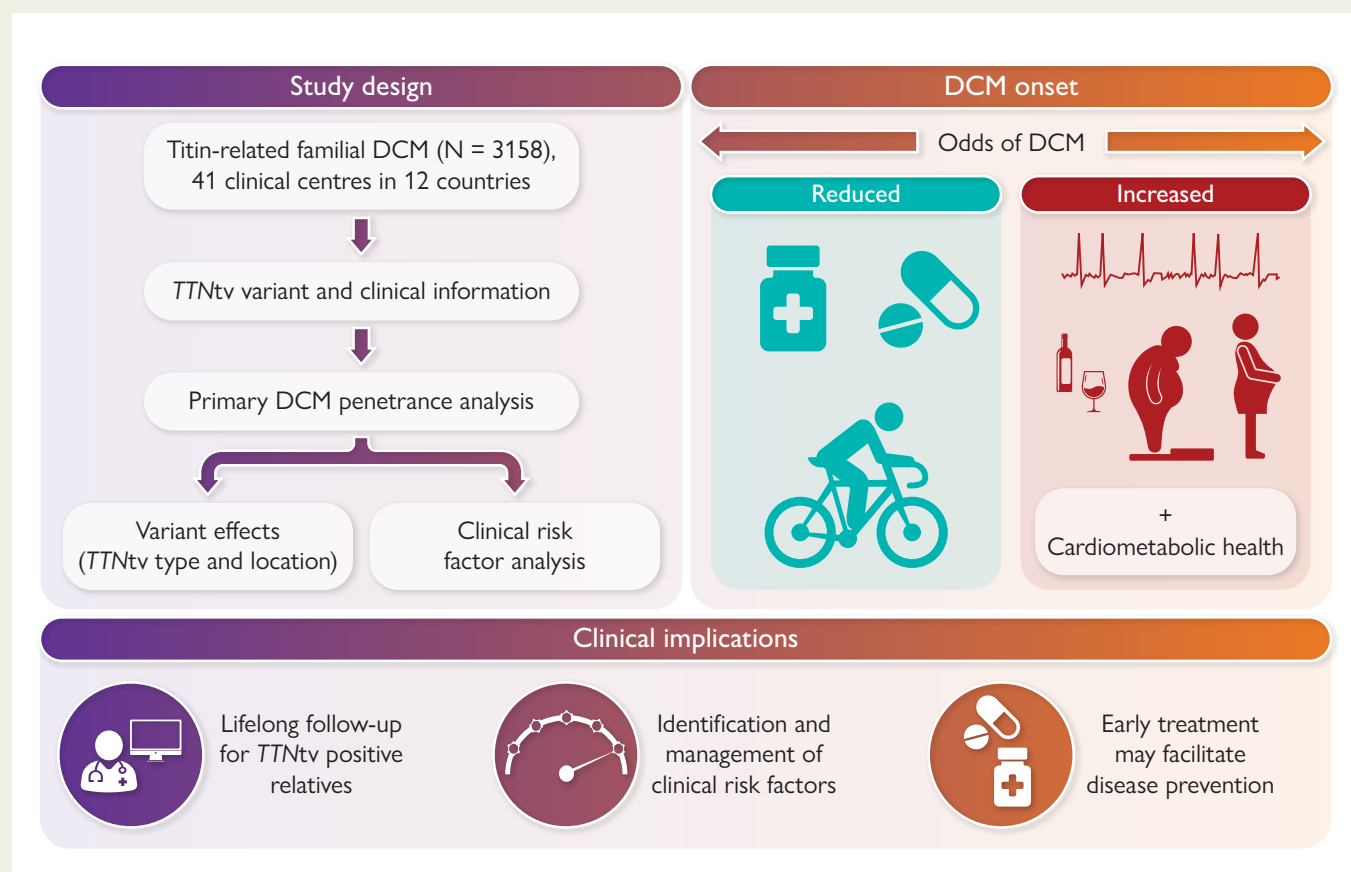 Study design
Titin-related familial DCM (N = 3158),
41 clinical centres in 12 countries
TTNtv variant and clinical information
Primary DCM penetrance analysis
Variant effects
(TTNtv type and location)
Clinical risk
factor analysis
DCM onset
Odds of DCM
Reduced
Increased
+
Cardiometabolic health
Clinical implications
Lifelong follow-up
for TTNtv positive
relatives
Identification and
management of
clinical risk factors
Early treatment
may facilitate
disease prevention